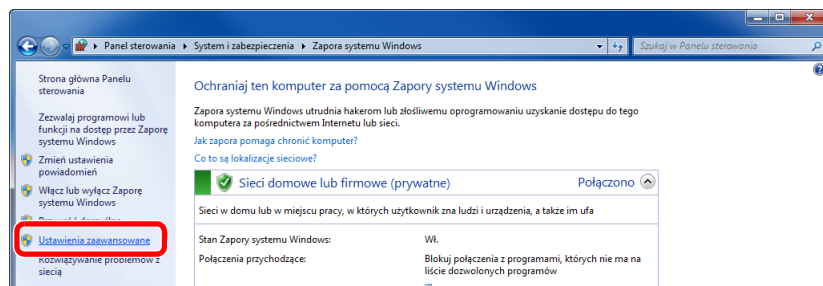 Panel sterowania ▸ System i zabezpieczenia ▸ Zapora systemu Windows
Szukaj w Panelu sterowania
Strona główna Panelu
sterowania
Zezwalaj programowi lub
funkcji na dostęp przez Zaporę
systemu Windows
Zmień ustawienia
powiadomień
Włącz lub wyłącz Zaporę
systemu Windows
Ustawienia zaawansowane
Rozwiązywanie problemów z
siecią
Ochraniaj ten komputer za pomocą Zapory systemu Windows
Zapora systemu Windows utrudnia hakerom lub złośliwemu oprogramowaniu uzyskanie dostępu do tego
komputera za pośrednictwem Internetu lub sieci.
Jak zapora pomaga chronić komputer?
Co to są lokalizacje sieciowe?
Sieci domowe lub firmowe (prywatne) Połączono
Sieci w domu lub w miejscu pracy, w których użytkownik zna ludzi i urządzenia, a także im ufa
Stan Zapory systemu Windows: Wł.
Połączenia przychodzące: Blokuj połączenia z programami, których nie ma na
liście dozwolonych programów